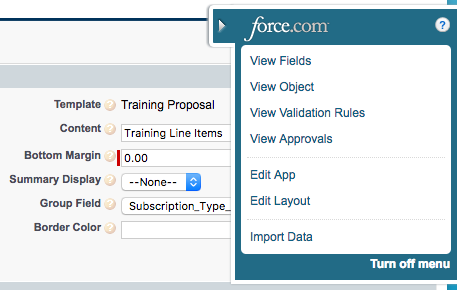 force.com
?
View Fields
View Object
View Validation Rules
View Approvals
Edit App
Edit Layout
Import Data
Turn off menu
Template ? Training Proposal
Content ? Training Line Items
Bottom Margin ? 0.00
Summary Display ? --None--
Group Field ? Subscription_Type_
Border Color ?